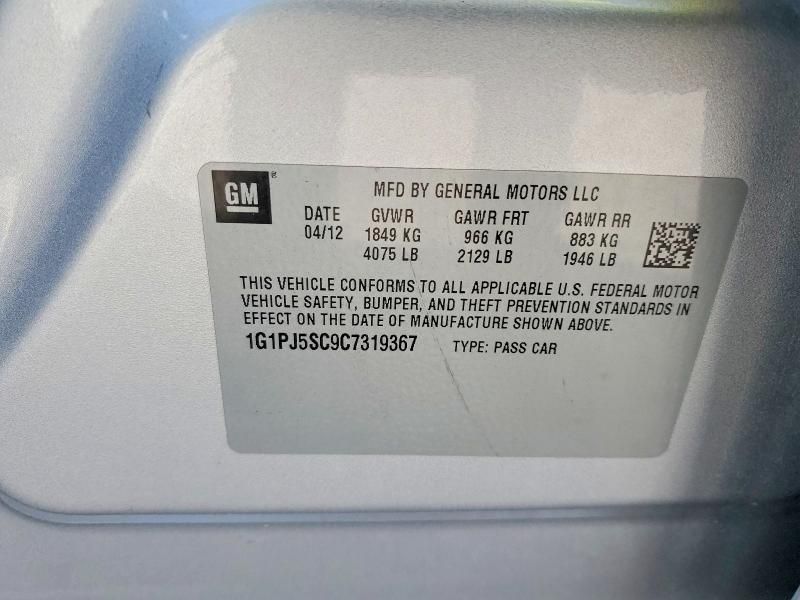 GM ®
MFD BY GENERAL MOTORS LLC
DATE GVWR GAWR FRT GAWR RR
04/12 1849 KG 966 KG 883 KG
4075 LB 2129 LB 1946 LB
THIS VEHICLE CONFORMS TO ALL APPLICABLE U.S. FEDERAL MOTOR
VEHICLE SAFETY, BUMPER, AND THEFT PREVENTION STANDARDS IN
EFFECT ON THE DATE OF MANUFACTURE SHOWN ABOVE.
1G1PJ5SC9C7319367 TYPE: PASS CAR